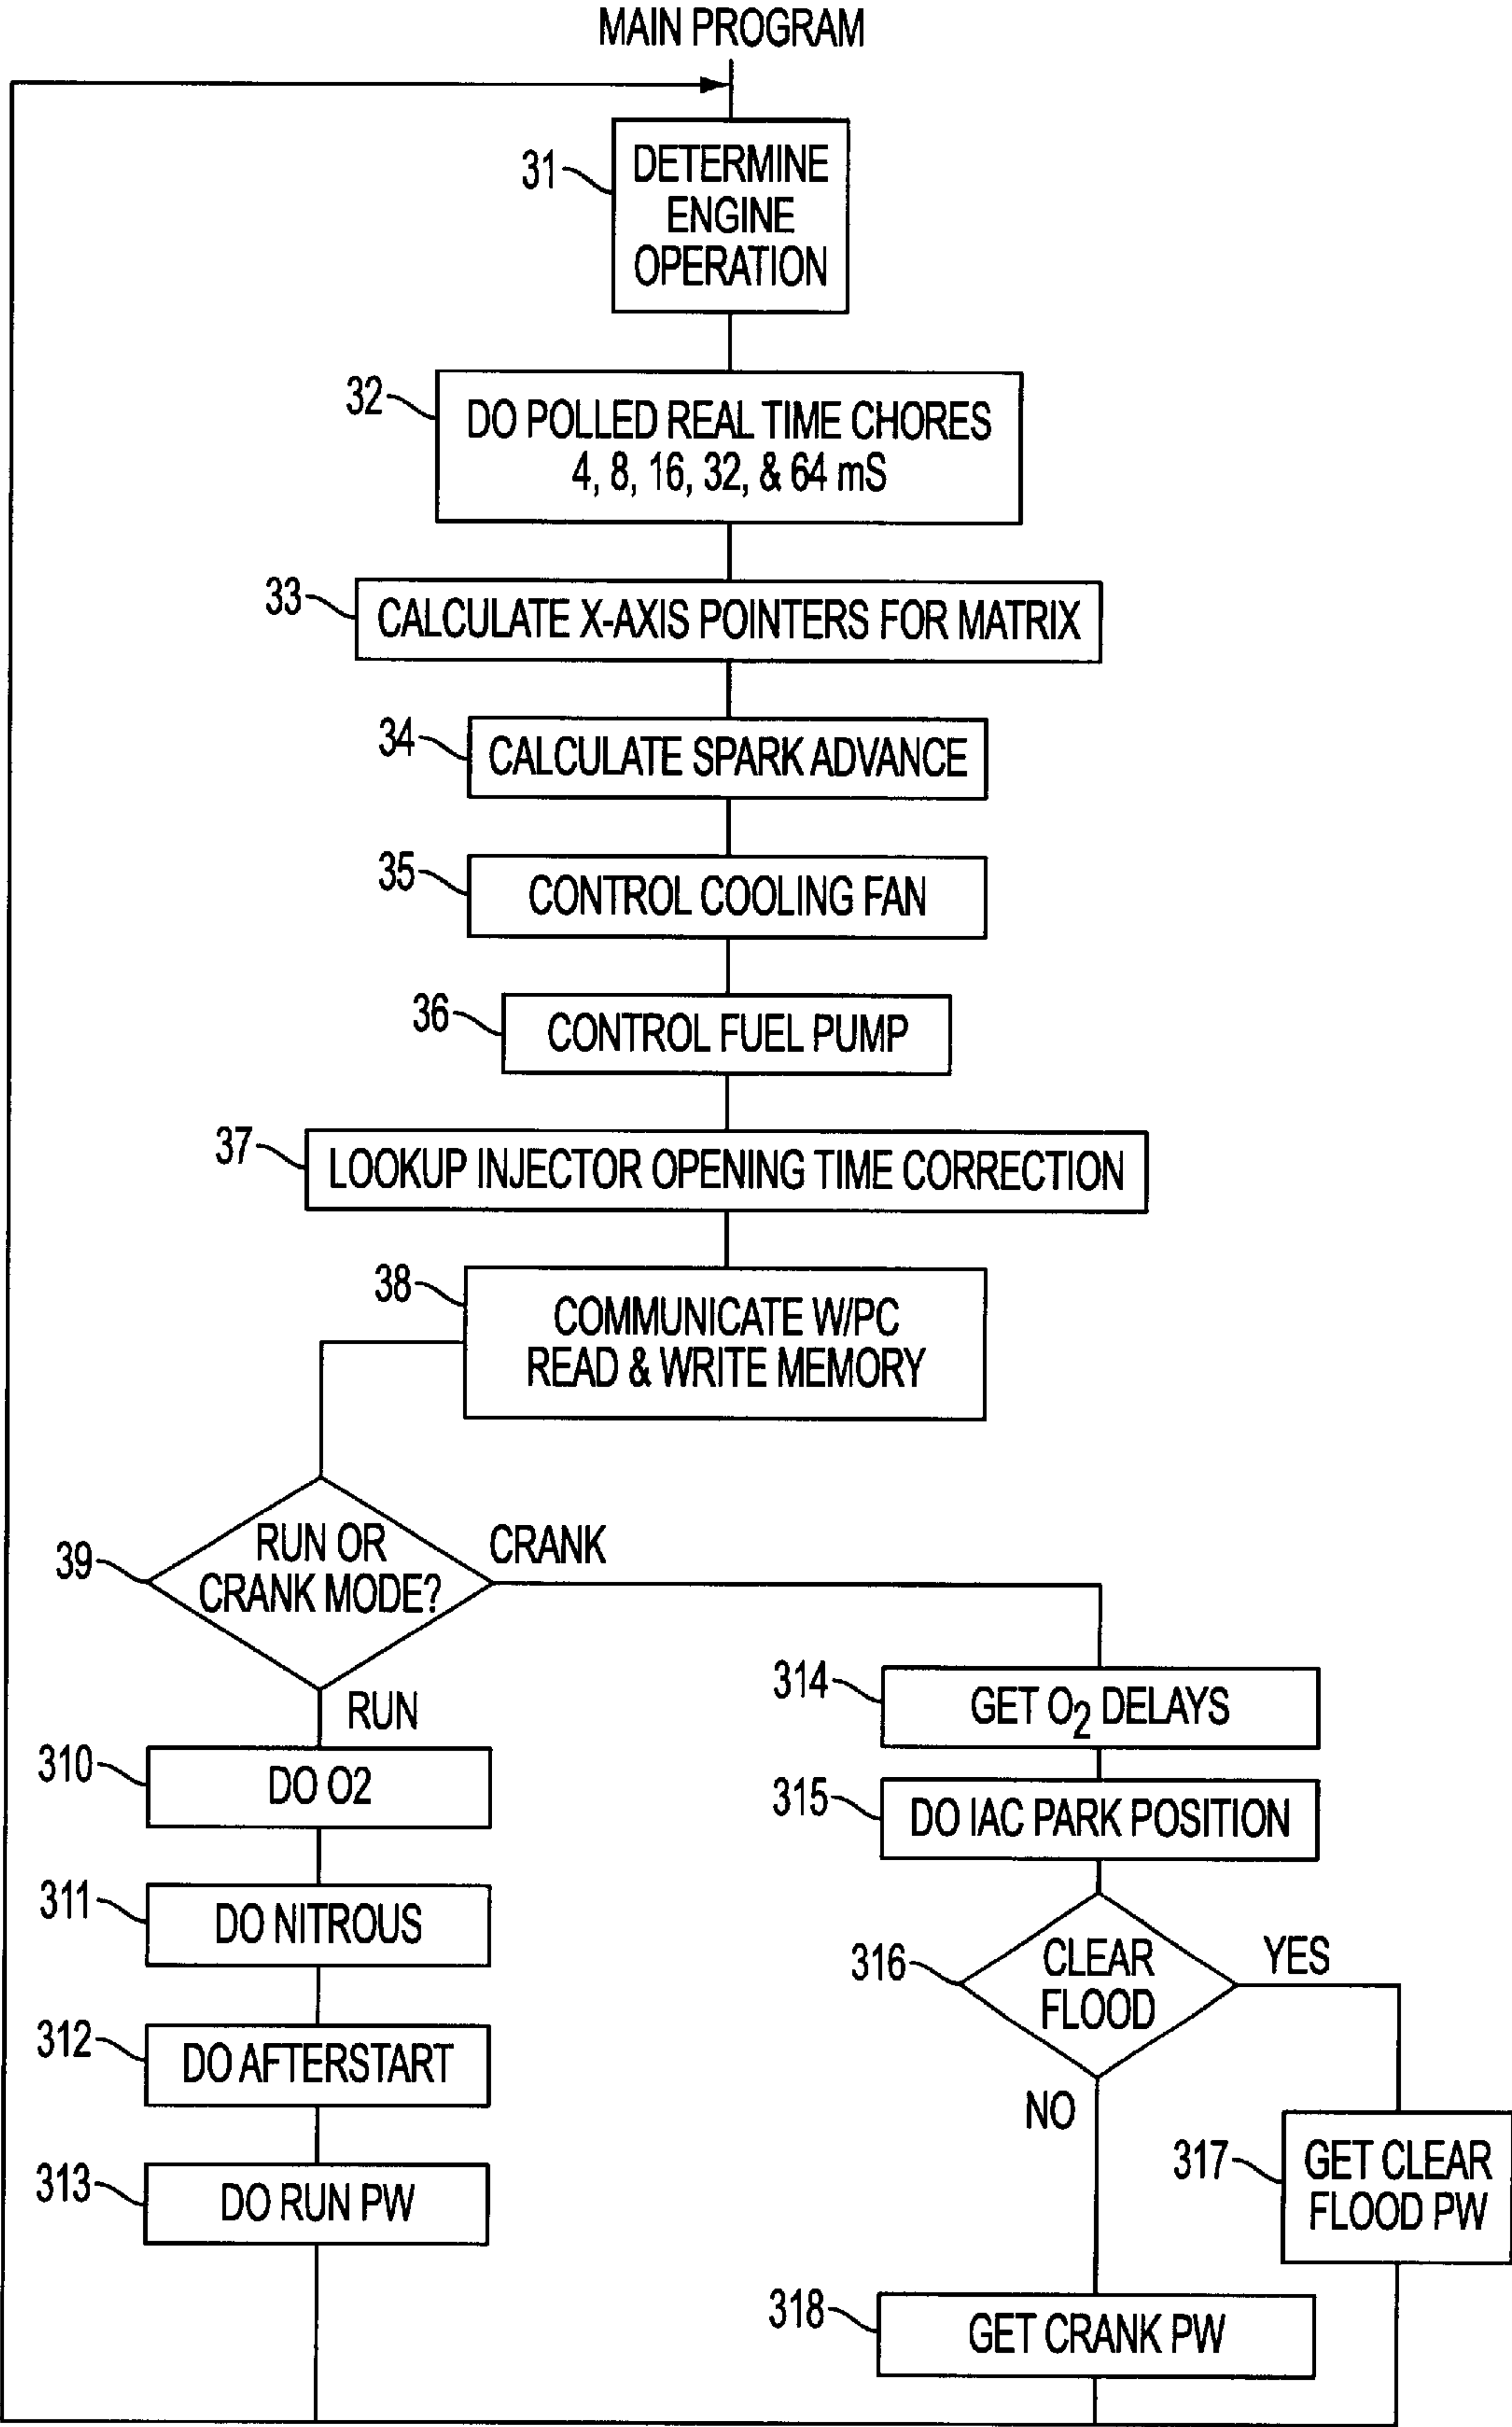 MAIN PROGRAM
31
DETERMINE
ENGINE
OPERATION
32
DO POLLED REAL TIME CHORES
4, 8, 16, 32, & 64 mS
33
CALCULATE X-AXIS POINTERS FOR MATRIX
34
CALCULATE SPARK ADVANCE
35
CONTROL COOLING FAN
36
CONTROL FUEL PUMP
37
LOOKUP INJECTOR OPENING TIME CORRECTION
38
COMMUNICATE W/PC
READ & WRITE MEMORY
39
RUN OR
CRANK MODE?
CRANK
RUN
310
DO O2
311
DO NITROUS
312
DO AFTERSTART
313
DO RUN PW
314
GET O₂ DELAYS
315
DO IAC PARK POSITION
316
CLEAR
FLOOD
YES
NO
317
GET CLEAR
FLOOD PW
318
GET CRANK PW